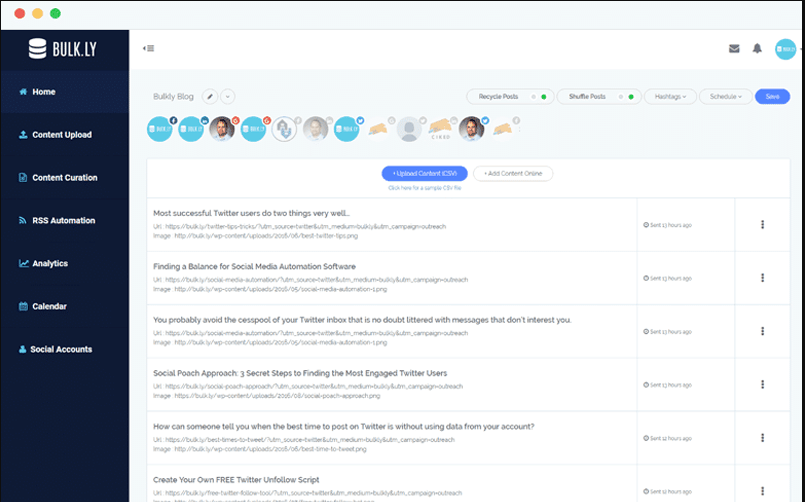 BULK.LY
Home
Content Upload
Content Curation
RSS Automation
Analytics
Calendar
Social Accounts
Bulkly Blog
Recycle Posts
Shuffle Posts
Hashtags
Schedule
Save
+ Upload Content (CSV)
+ Add Content Online
Click here for a sample CSV file
Most successful Twitter users do two things very well...
Url : https://bulk.ly/twitter-tips-tricks/?utm_source=twitter&utm_medium=bulkly&utm_campaign=outreach
Image : http://bulk.ly/wp-content/uploads/2016/06/best-twitter-tips.png
Sent 13 hours ago
Finding a Balance for Social Media Automation Software
Url : https://bulk.ly/social-media-automation/?utm_source=twitter&utm_medium=bulkly&utm_campaign=outreach
Image : http://bulk.ly/wp-content/uploads/2016/05/social-media-automation-1.png
Sent 13 hours ago
You probably avoid the cesspool of your Twitter inbox that is no doubt littered with messages that don't interest you.
Url : https://bulk.ly/social-media-automation/?utm_source=twitter&utm_medium=bulkly&utm_campaign=outreach
Image : http://bulk.ly/wp-content/uploads/2016/05/social-media-automation-1.png
Sent 13 hours ago
Social Poach Approach: 3 Secret Steps to Finding the Most Engaged Twitter Users
Url : https://bulk.ly/social-poach-approach/?utm_source=twitter&utm_medium=bulkly&utm_campaign=outreach
Image : http://bulk.ly/wp-content/uploads/2016/08/social-poach-approach.png
Sent 13 hours ago
How can someone tell you when the best time to post on Twitter is without using data from your account?
Url : https://bulk.ly/best-times-to-tweet/?utm_source=twitter&utm_medium=bulkly&utm_campaign=outreach
Image : http://bulk.ly/wp-content/uploads/2016/06/best-time-to-tweet.png
Sent 12 hours ago
Create Your Own FREE Twitter Unfollow Script
Url : https://bulk.ly/free-twitter-follow-tool/?utm_source=twitter&utm_medium=bulkly&utm_campaign=outreach
Sent 12 hours ago